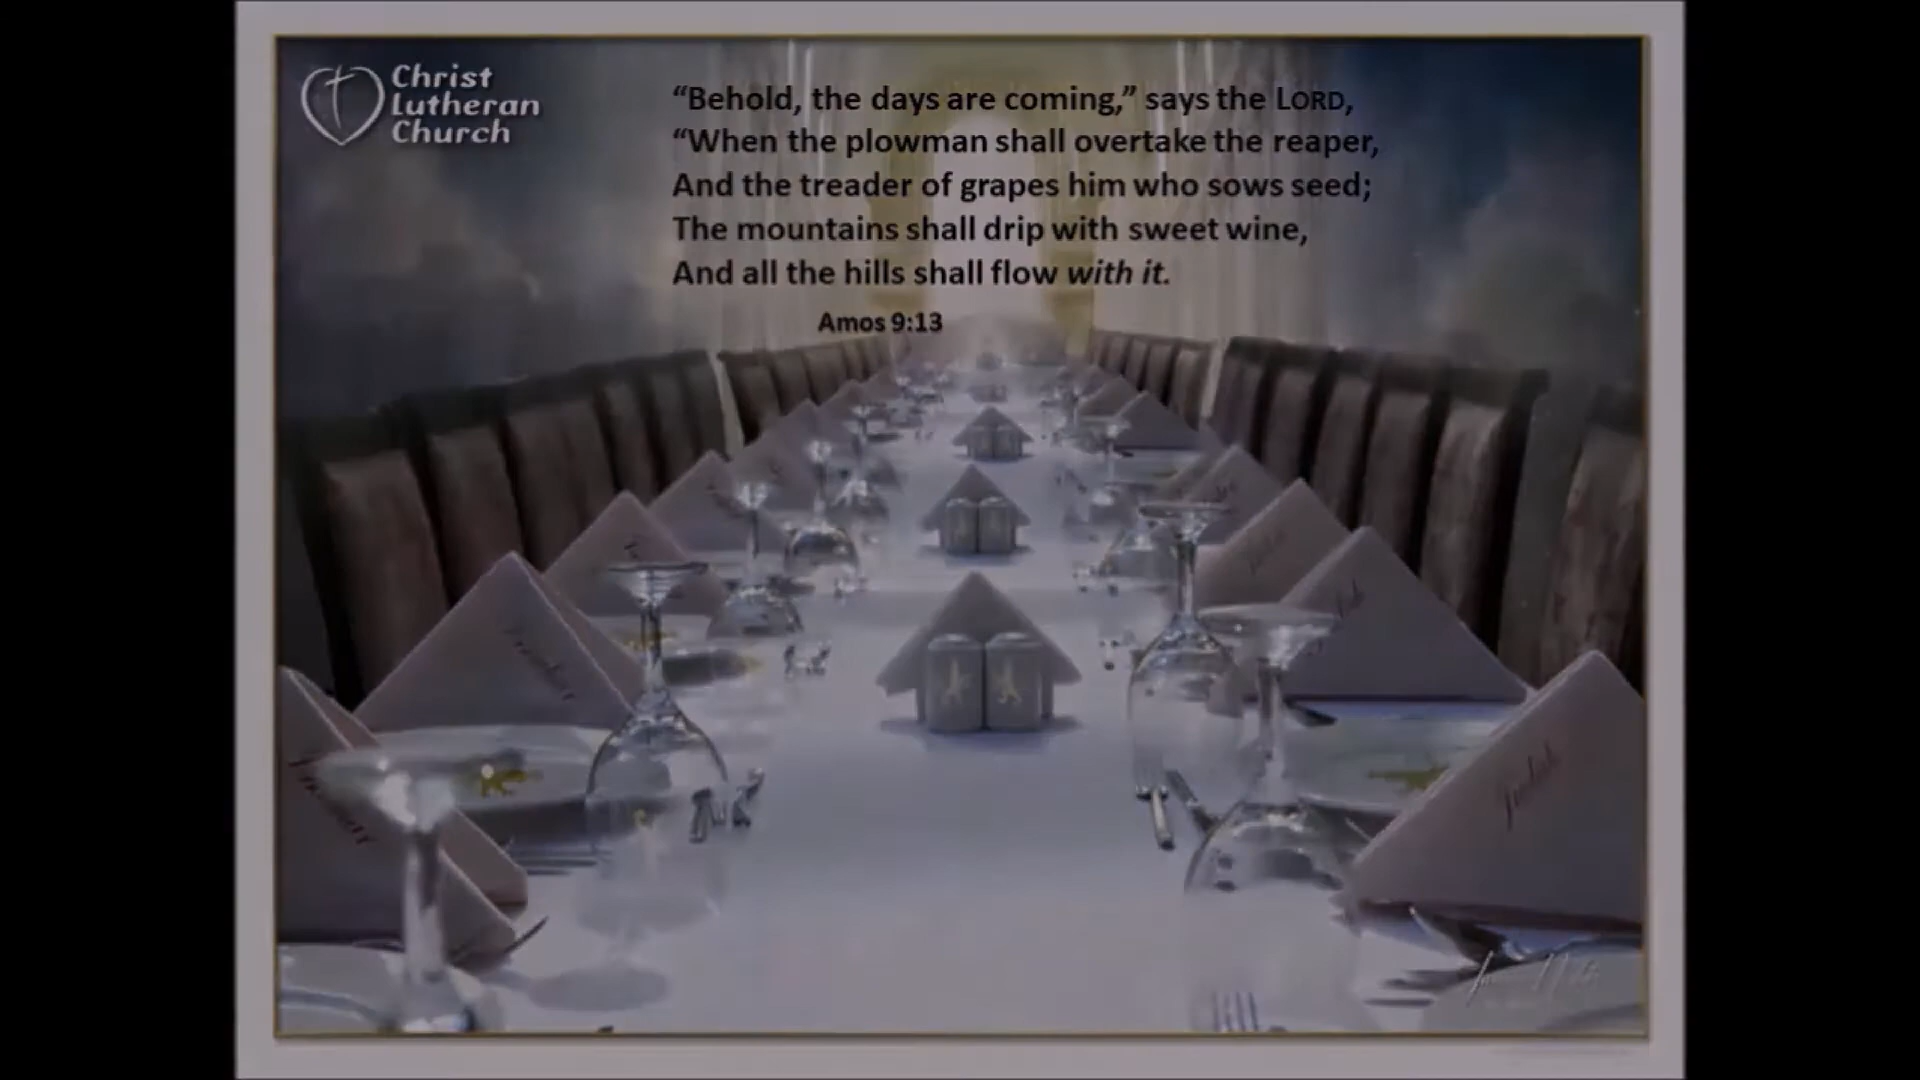 Christ
Lutheran
Church
“Behold, the days are coming,” says the LORD,
“When the plowman shall overtake the reaper,
And the treader of grapes him who sows seed;
The mountains shall drip with sweet wine,
And all the hills shall flow with it.
Amos 9:13
Judah